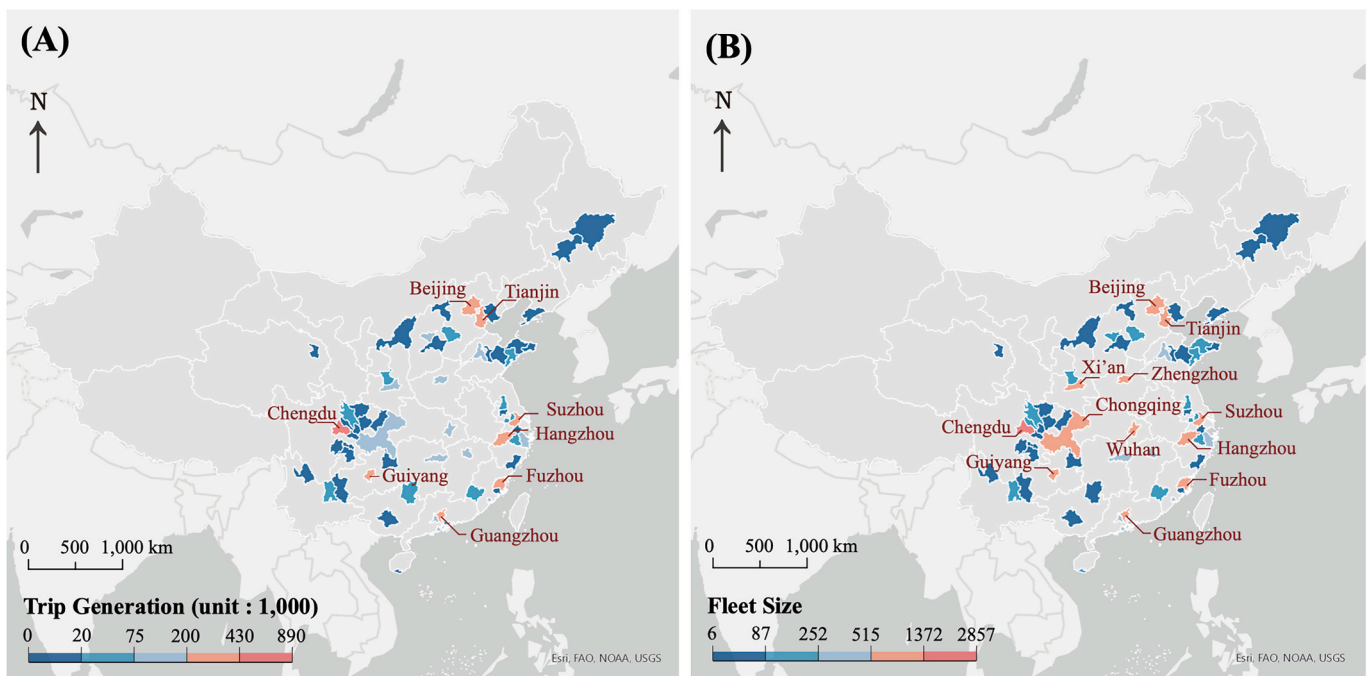 (A)
N
Beijing
Tianjin
Chengdu
Suzhou
Hangzhou
Guiyang
Fuzhou
Guangzhou
0 500 1,000 km
Trip Generation (unit : 1,000)
0 20 75 200 430 890
Esri, FAO, NOAA, USGS
(B)
N
Beijing
Tianjin
Xi’an
Zhengzhou
Chongqing
Suzhou
Chengdu
Wuhan
Hangzhou
Guiyang
Fuzhou
Guangzhou
0 500 1,000 km
Fleet Size
6 87 252 515 1372 2857
Esri, FAO, NOAA, USGS